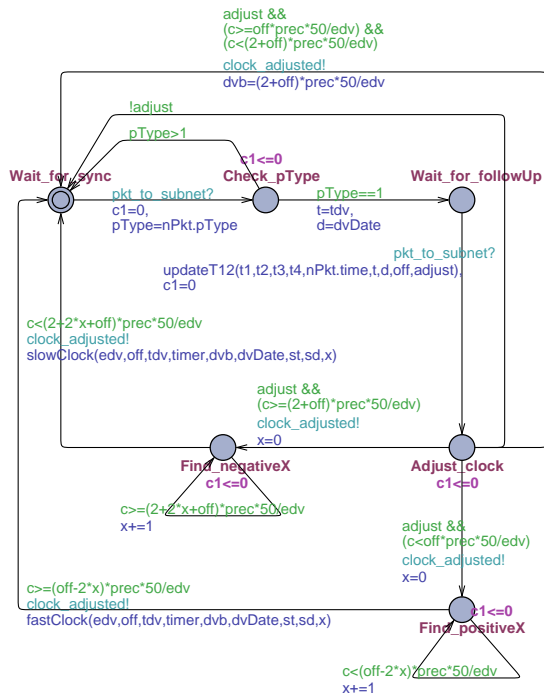 adjust &&
(c>=off*prec*50/edv) &&
(c<(2+off)*prec*50/edv)
clock_adjusted!
dvb=(2+off)*prec*50/edv
!adjust
pType>1
c1<=0
Wait_for_sync
Check_pType
Wait_for_followUp
pkt_to_subnet?
c1=0,
pType=nPkt.pType
pType==1
t=tdv,
d=dvDate
pkt_to_subnet?
updateT12(t1,t2,t3,t4,nPkt.time,t,d,off,adjust),
c1=0
c<(2+2*x+off)*prec*50/edv
clock_adjusted!
slowClock(edv,off,tdv,timer,dvb,dvDate,st,sd,x)
adjust &&
(c>=(2+off)*prec*50/edv)
clock_adjusted!
x=0
Find_negativeX
c1<=0
Adjust_clock
c1<=0
c>=(2+2*x+off)*prec*50/edv
x+=1
adjust &&
(c<off*prec*50/edv)
clock_adjusted!
x=0
c>=(off-2*x)*prec*50/edv
clock_adjusted!
fastClock(edv,off,tdv,timer,dvb,dvDate,st,sd,x)
c1<=0
Find_positiveX
c<(off-2*x)*prec*50/edv
x+=1